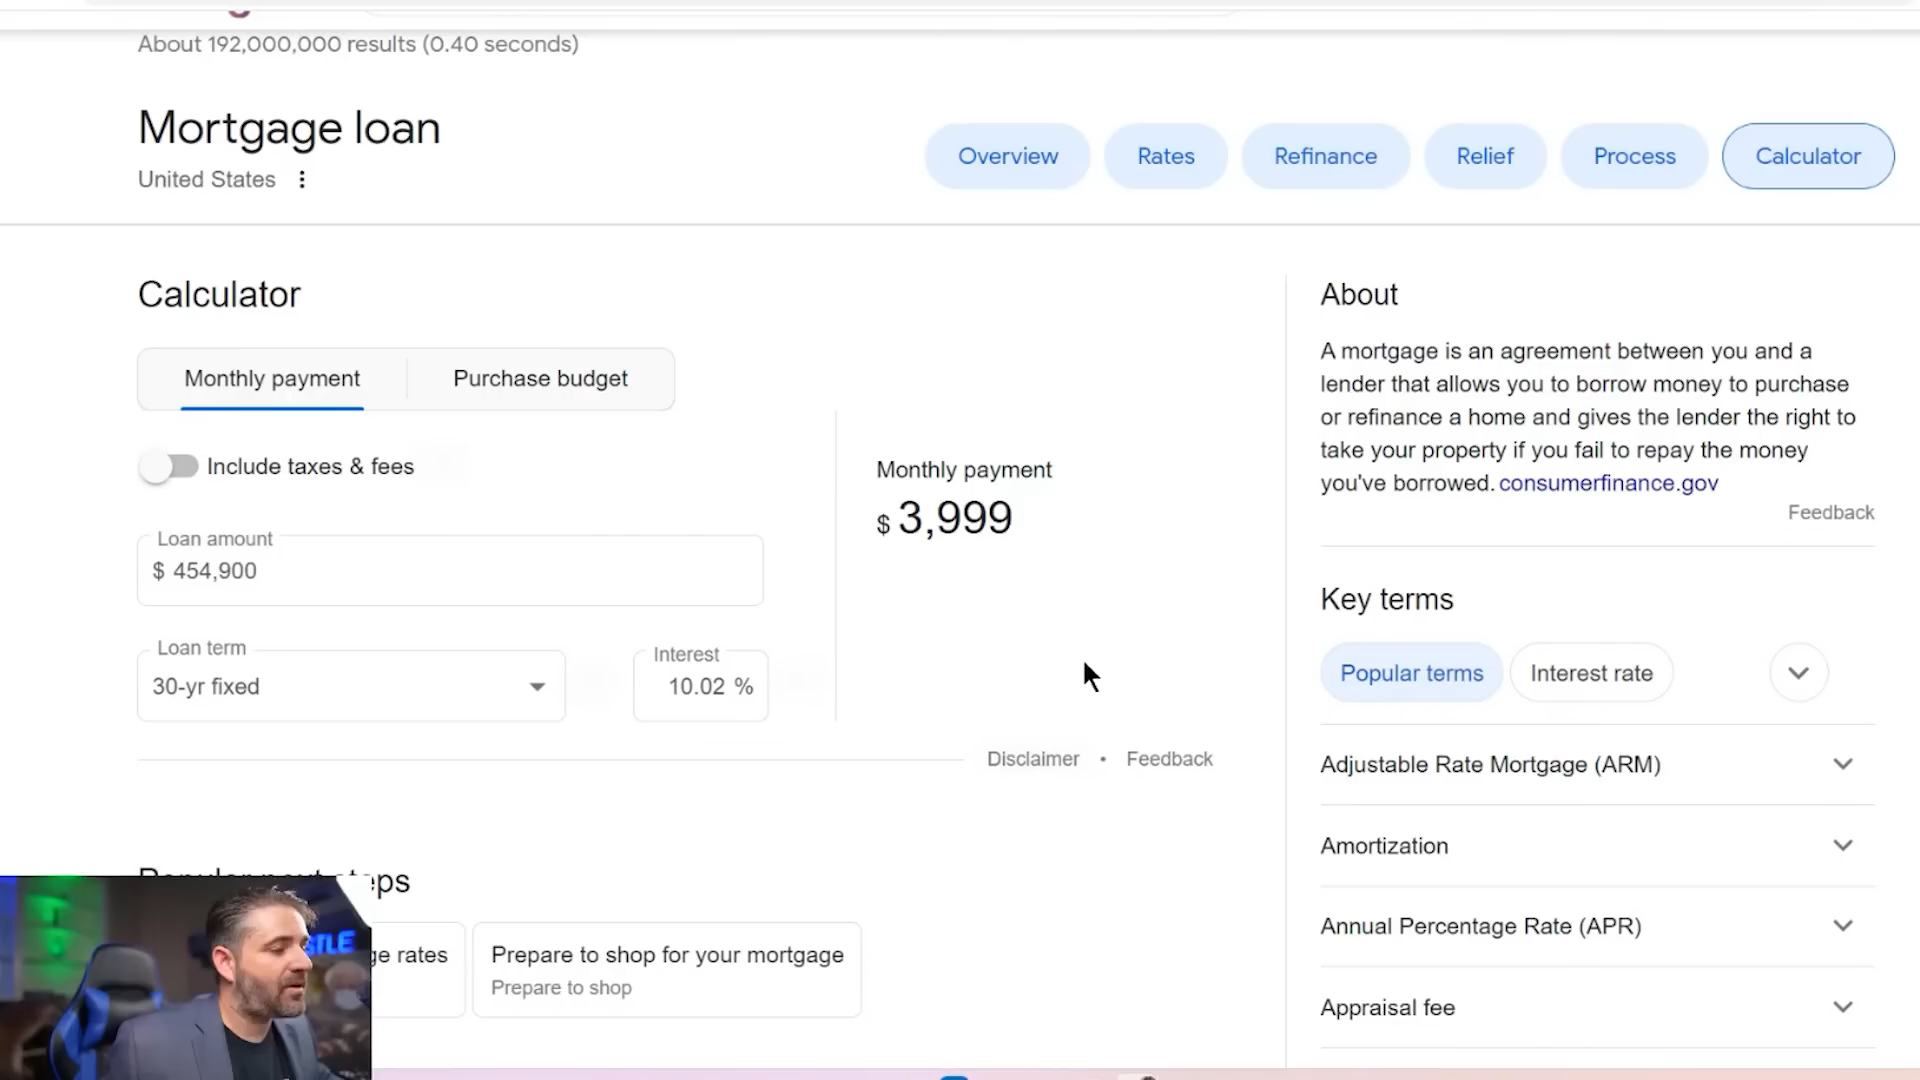 About 192,000,000 results (0.40 seconds)
Mortgage loan
United States
Overview
Rates
Refinance
Relief
Process
Calculator
Calculator
Monthly payment
Purchase budget
Include taxes & fees
Loan amount
$ 454,900
Loan term
30-yr fixed
Interest
10.02 %
Monthly payment
$ 3,999
Disclaimer • Feedback
About
A mortgage is an agreement between you and a
lender that allows you to borrow money to purchase
or refinance a home and gives the lender the right to
take your property if you fail to repay the money
you've borrowed. consumerfinance.gov
Feedback
Key terms
Popular terms
Interest rate
Adjustable Rate Mortgage (ARM)
Amortization
Annual Percentage Rate (APR)
Appraisal fee
rates
Prepare to shop for your mortgage
Prepare to shop